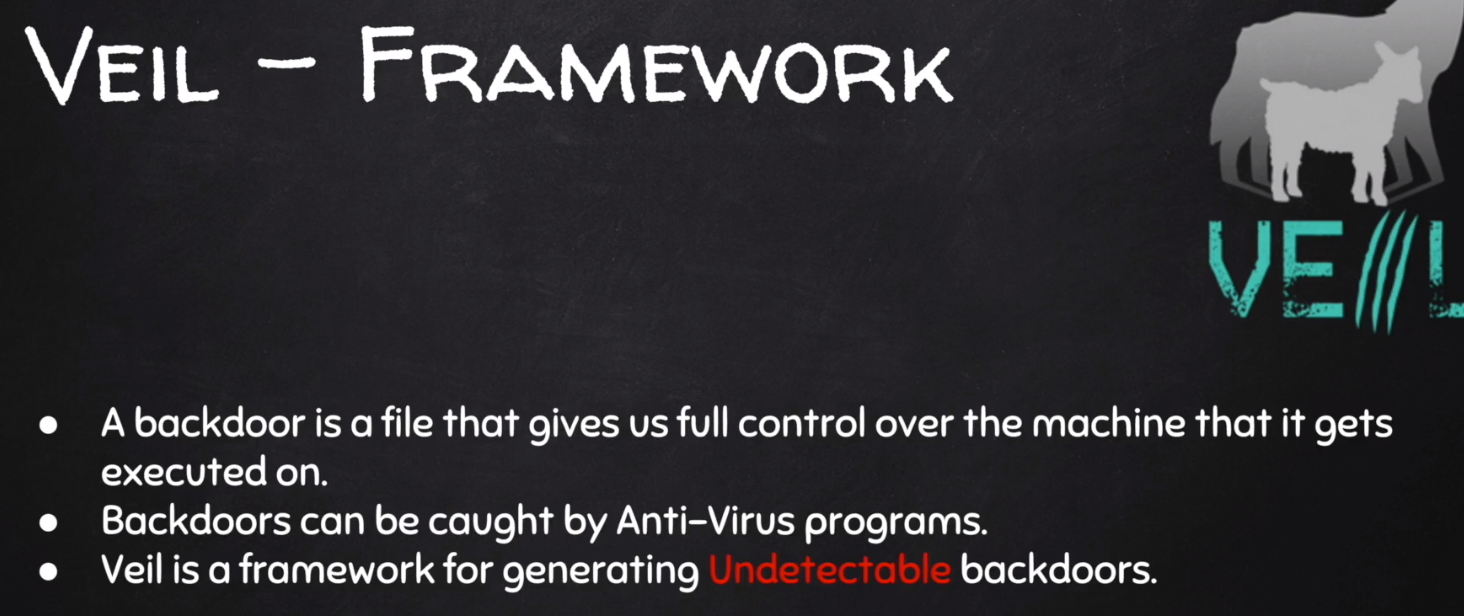 Veil - Framework
VEIL
● A backdoor is a file that gives us full control over the machine that it gets
executed on.
● Backdoors can be caught by Anti-Virus programs.
● Veil is a framework for generating Undetectable backdoors.